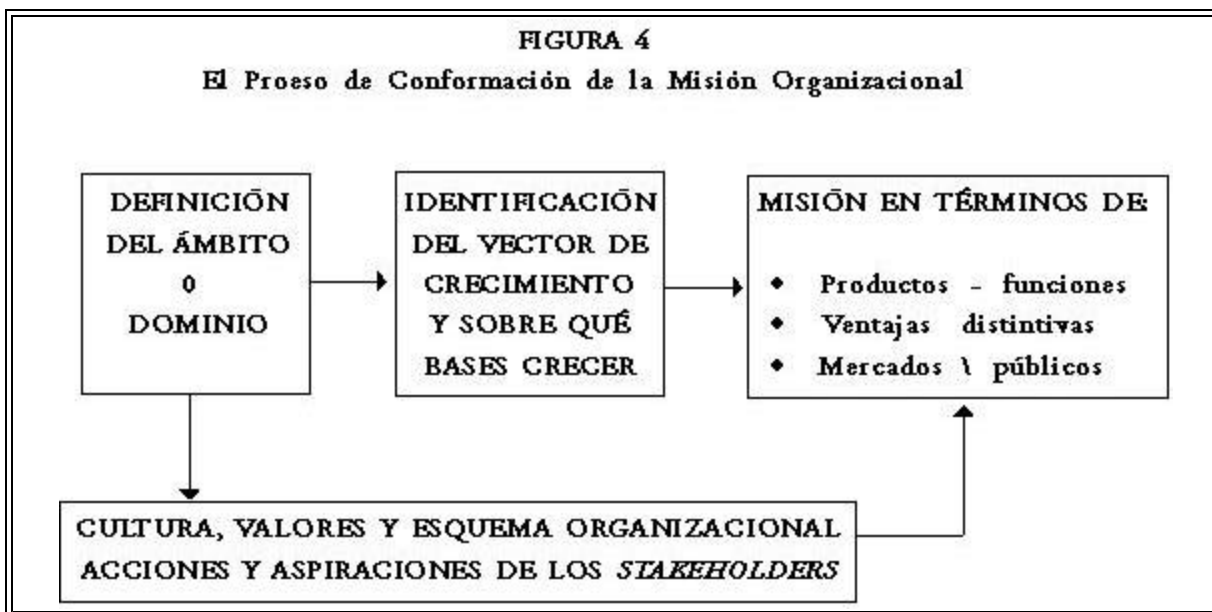 FIGURA 4
El Proeso de Conformación de la Misión Organizacional
DEFINICIÓN
DEL ÁMBITO
O
DOMINIO
IDENTIFICACIÓN
DEL VECTOR DE
CRECIMIENTO
Y SOBRE QUÉ
BASES CRECER
MISIÓN EN TÉRMINOS DE:
• Productos - funciones
• Ventajas distintivas
• Mercados \ públicos
CULTURA, VALORES Y ESQUEMA ORGANIZACIONAL
ACCIONES Y ASPIRACIONES DE LOS STAKEHOLDERS